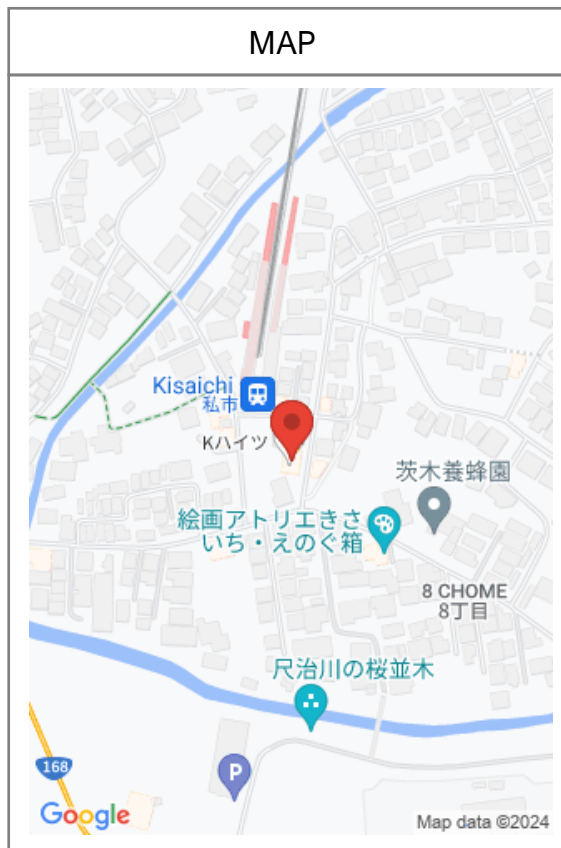 MAP
Kisaichi
私市
Kハイツ
茨木養蜂園
絵画アトリエきさ
いち・えのぐ箱
8 CHOME
8丁目
尺治川の桜並木
P
168
Google
Map data ©2024